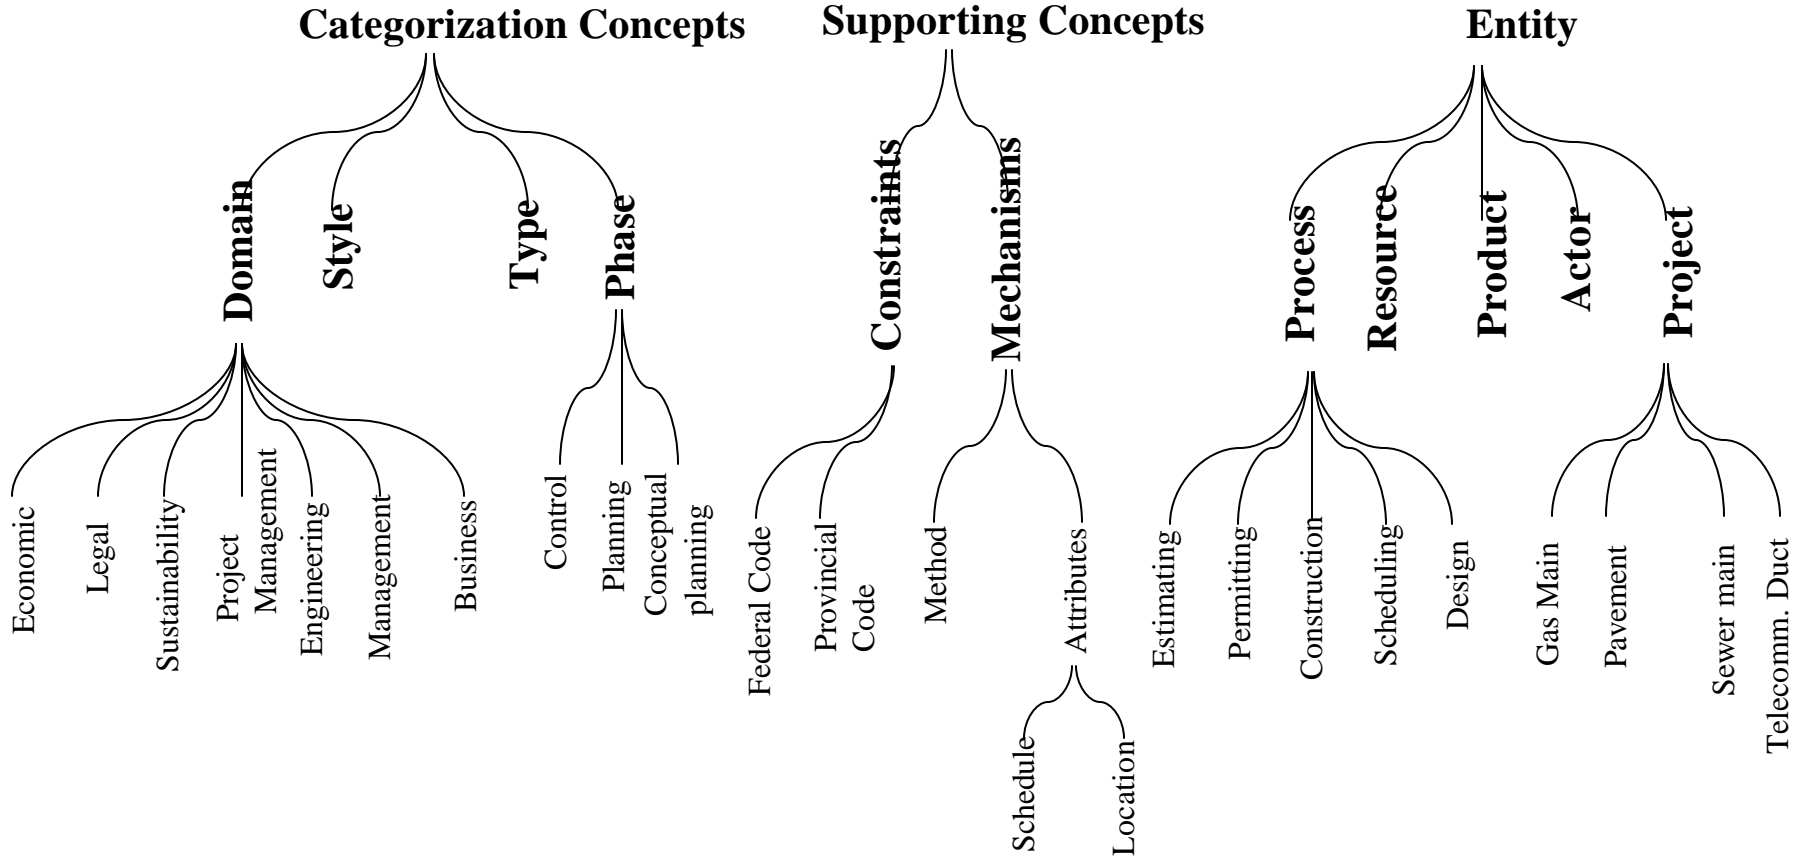 Categorization Concepts
Supporting Concepts
Entity
Domain
Style
Type
Phase
Constraints
Mechanisms
Process
Resource
Product
Actor
Project
Economic
Legal
Sustainability
Project
Management
Engineering
Management
Business
Control
Planning
Conceptual
planning
Federal Code
Provincial
Code
Method
Attributes
Estimating
Permitting
Construction
Scheduling
Design
Gas Main
Pavement
Sewer main
Telecomm. Duct
Schedule
Location